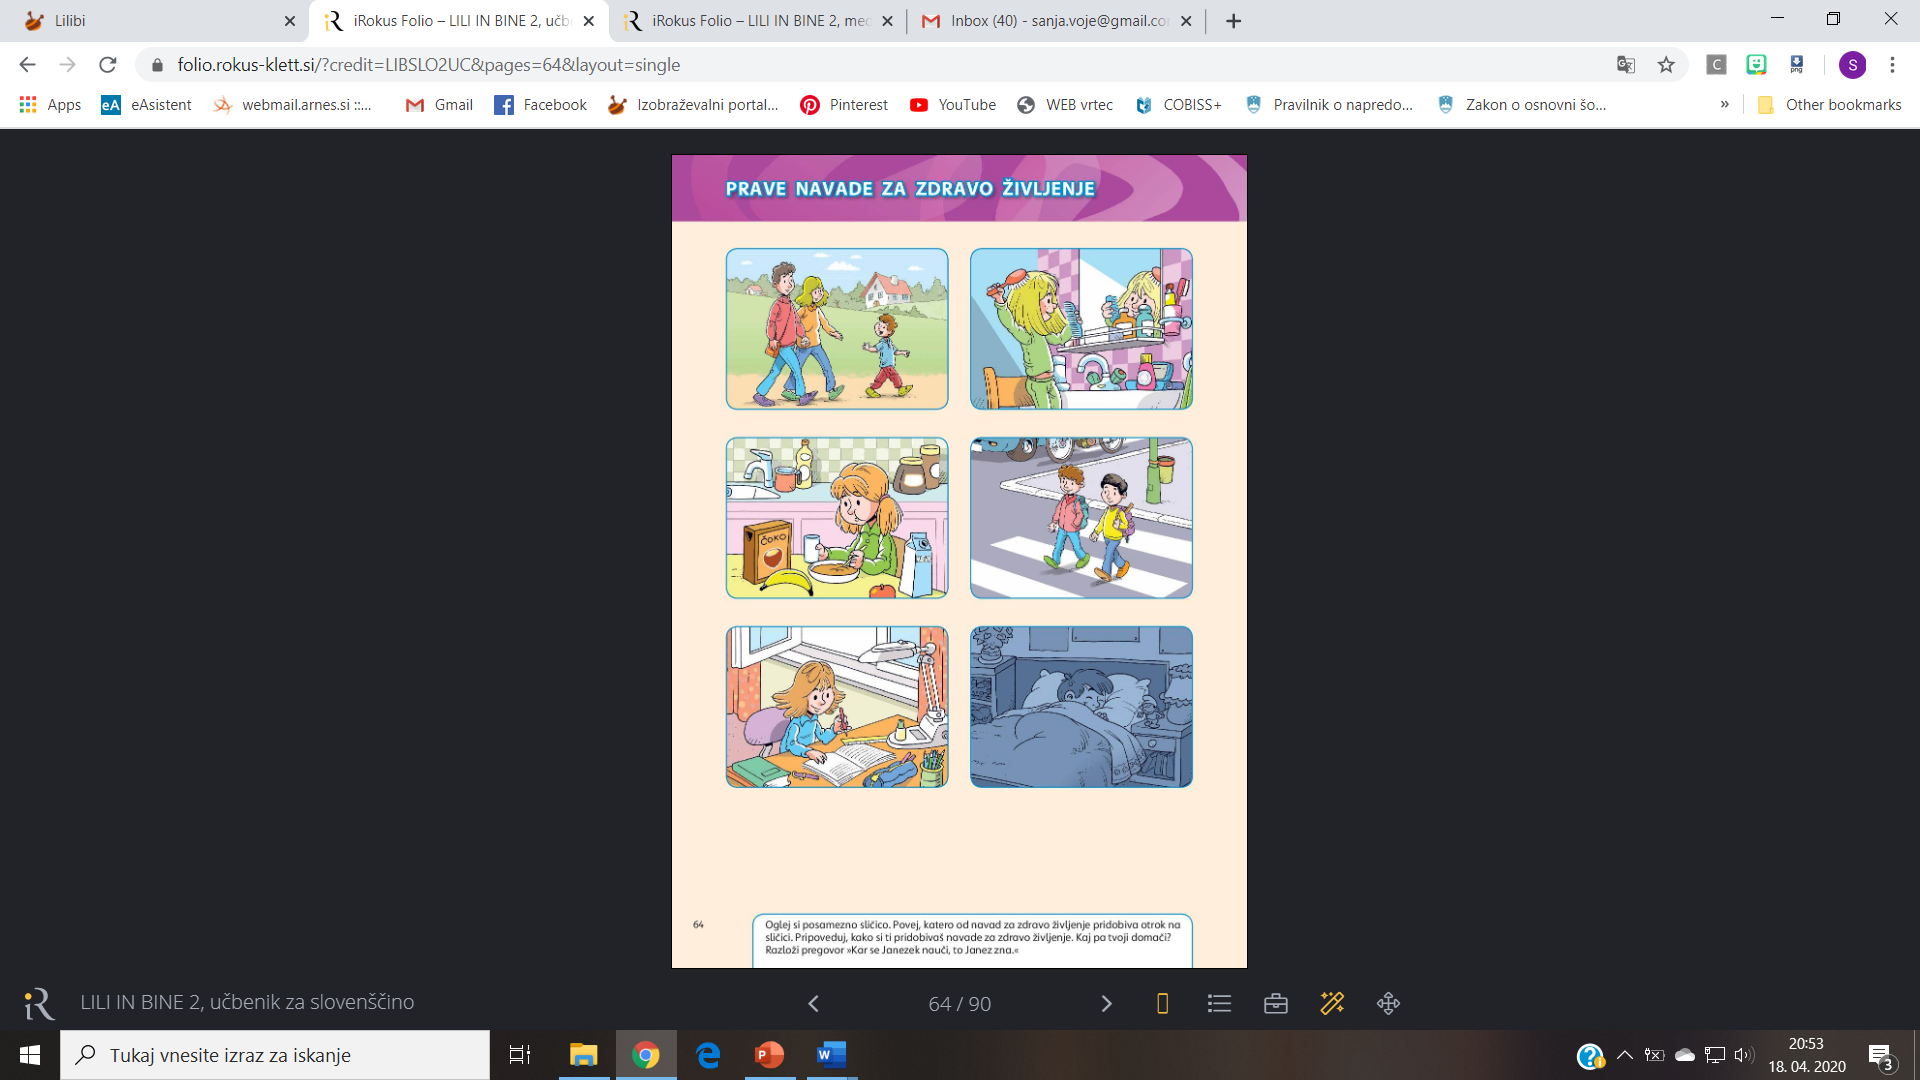 Lilibi
iRokus Folio – LILI IN BINE 2, učb
iRokus Folio – LILI IN BINE 2, med
Inbox (40) - sanja.voje@gmail.co
folio.rokus-klett.si/?credit=LIBSLO2UC&pages=64&layout=single
C
png
S
Apps
eA eAsistent
webmail.arnes.si ::...
Gmail
Facebook
Izobraževalni portal...
Pinterest
YouTube
WEB vrtec
COBISS+
Pravilnik o napredo...
Zakon o osnovni šo...
»
Other bookmarks
PRAVE NAVADE ZA ZDRAVO ŽIVLJENJE
ČOKO
64
Oglej si posamezno sličico. Povej, katero od navad za zdravo življenje pridobiva otrok na
sličici. Pripoveduj, kako si ti pridobivaš navade za zdravo življenje. Kaj pa tvoji domači?
Razloži pregovor »Kar se Janezek nauči, to Janez zna.«
iR
LILI IN BINE 2, učbenik za slovenščino
64 / 90
Tukaj vnesite izraz za iskanje
20:53
18. 04. 2020
3